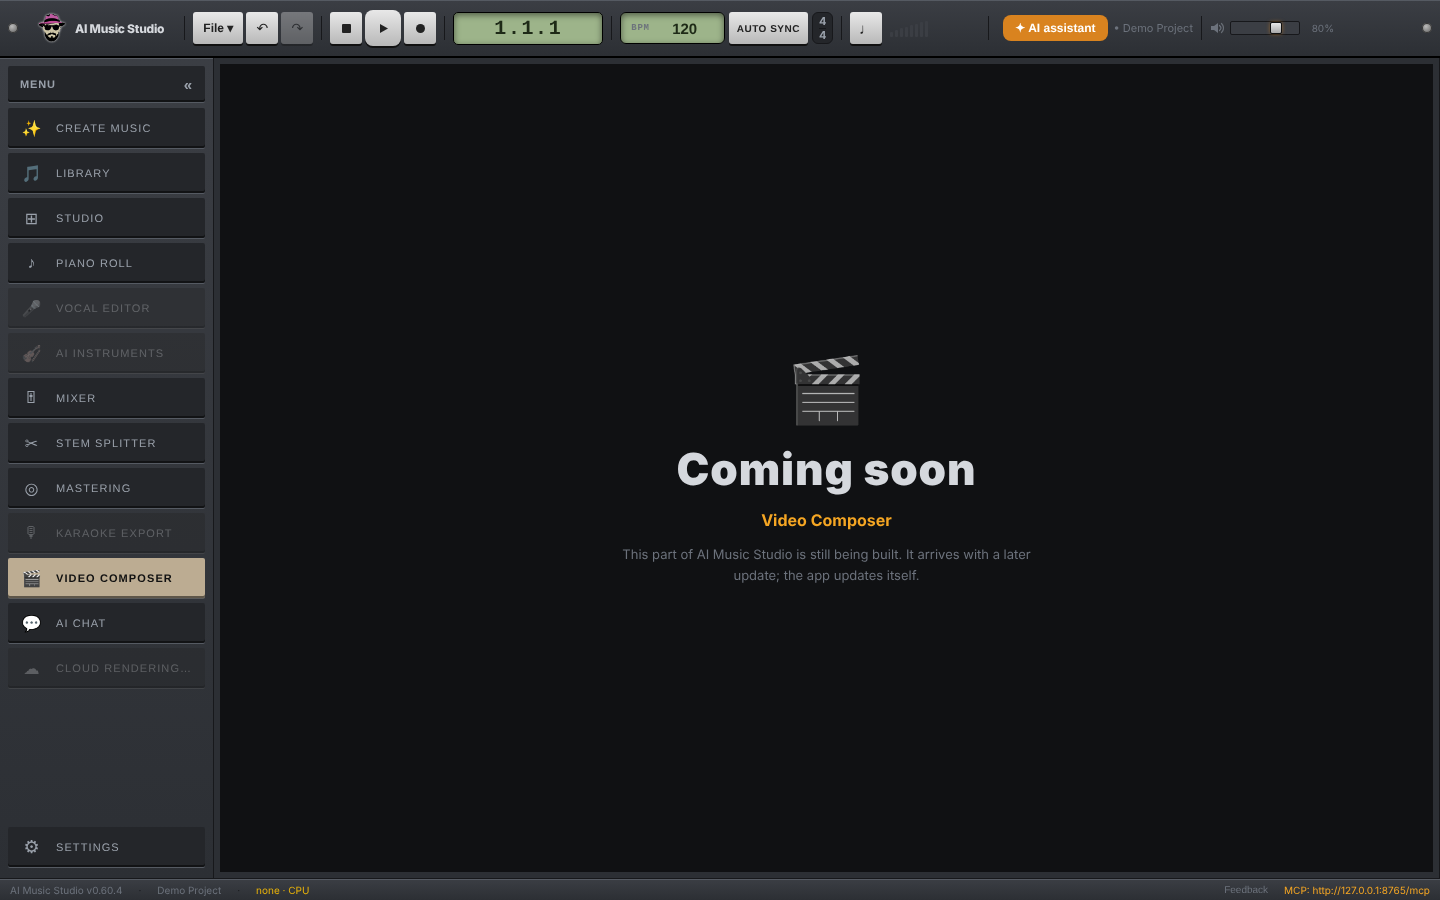 AI Music Studio
File ▾
1.1.1
BPM 120
AUTO SYNC
4
4
✦ AI assistant
• Demo Project
80%
MENU «
CREATE MUSIC
LIBRARY
STUDIO
PIANO ROLL
VOCAL EDITOR
AI INSTRUMENTS
MIXER
STEM SPLITTER
MASTERING
KARAOKE EXPORT
VIDEO COMPOSER
AI CHAT
CLOUD RENDERING...
SETTINGS
Coming soon
Video Composer
This part of AI Music Studio is still being built. It arrives with a later
update; the app updates itself.
AI Music Studio v0.60.4 · Demo Project · none · CPU
Feedback MCP: http://127.0.0.1:8765/mcp